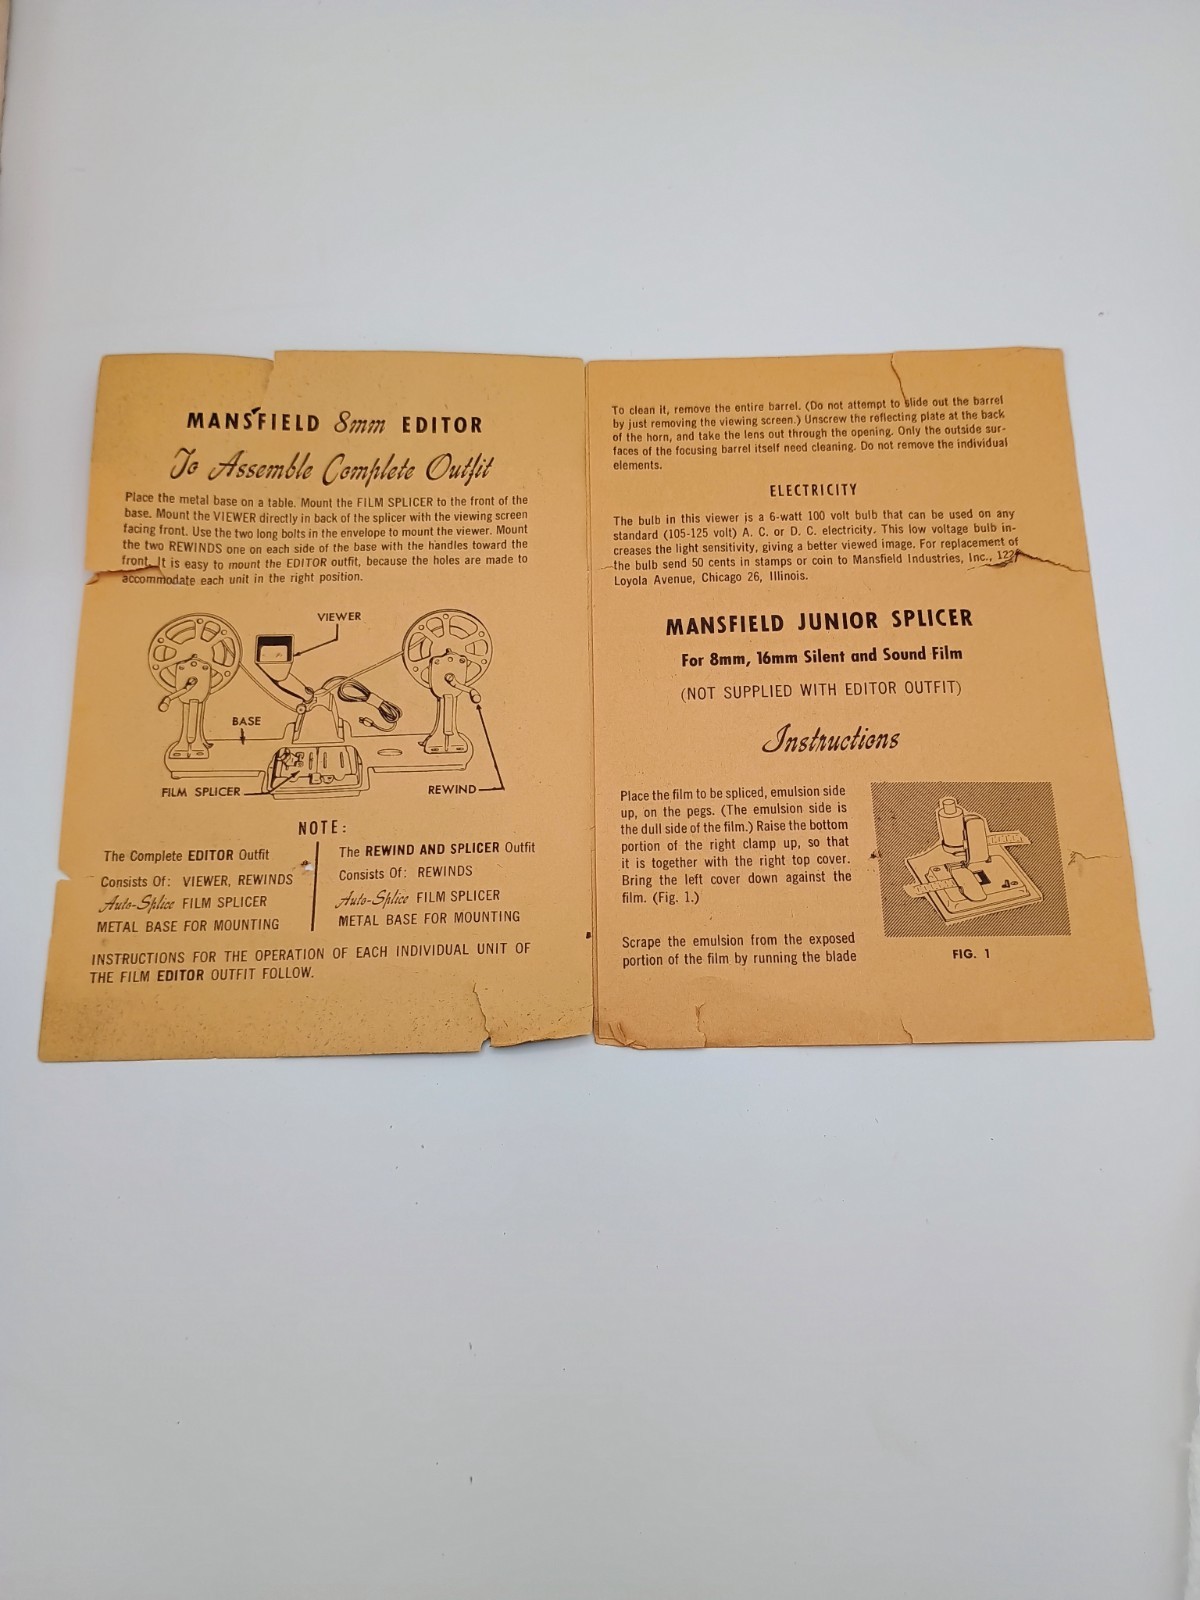 MANSFIELD 8mm EDITOR
To Assemble Complete Outfit
Place the metal base on a table. Mount the FILM SPLICER to the front of the
base. Mount the VIEWER directly in back of the splicer with the viewing screen
facing front. Use the two long bolts in the envelope to mount the viewer. Mount
the two REWINDS one on each side of the base with the handles toward the
front. It is easy to mount the EDITOR outfit, because the holes are made to
accommodate each unit in the right position.
VIEWER
BASE
FILM SPLICER
REWIND
NOTE:
The Complete EDITOR Outfit
Consists Of: VIEWER, REWINDS
Auto-Splice FILM SPLICER
METAL BASE FOR MOUNTING
The REWIND AND SPLICER Outfit
Consists Of: REWINDS
Auto-Splice FILM SPLICER
METAL BASE FOR MOUNTING
INSTRUCTIONS FOR THE OPERATION OF EACH INDIVIDUAL UNIT OF
THE FILM EDITOR OUTFIT FOLLOW.
To clean it, remove the entire barrel. (Do not attempt to slide out the barrel
by just removing the viewing screen.) Unscrew the reflecting plate at the back
of the horn, and take the lens out through the opening. Only the outside sur-
faces of the focusing barrel itself need cleaning. Do not remove the individual
elements.
ELECTRICITY
The bulb in this viewer is a 6-watt 100 volt bulb that can be used on any
standard (105-125 volt) A. C. or D. C. electricity. This low voltage bulb in-
creases the light sensitivity, giving a better viewed image. For replacement of
the bulb send 50 cents in stamps or coin to Mansfield Industries, Inc.,
Loyola Avenue, Chicago 26, Illinois.
MANSFIELD JUNIOR SPLICER
For 8mm, 16mm Silent and Sound Film
(NOT SUPPLIED WITH EDITOR OUTFIT)
Instructions
Place the film to be spliced, emulsion side
up, on the pegs. (The emulsion side is
the dull side of the film.) Raise the bottom
portion of the right clamp up, so that
it is together with the right top cover.
Bring the left cover down against the
film. (Fig. 1.)
Scrape the emulsion from the exposed
portion of the film by running the blade
FIG. 1